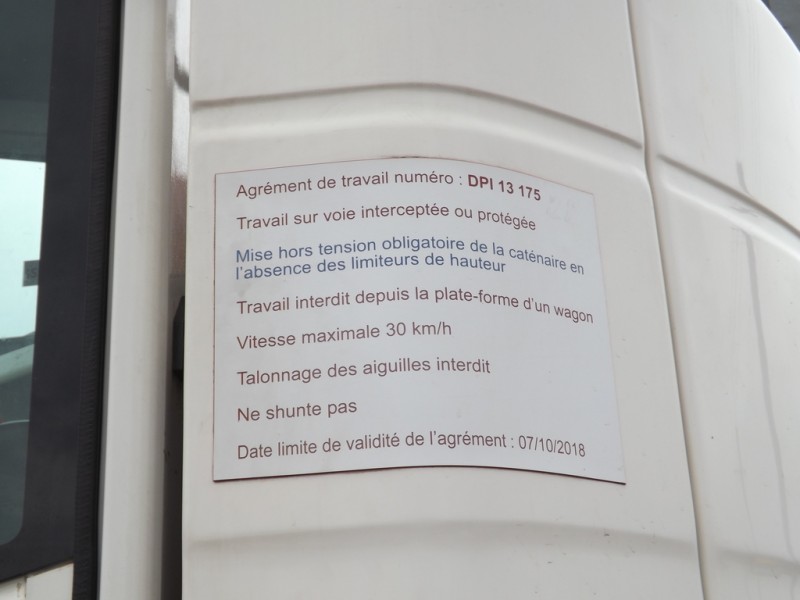 Agrément de travail numéro : DPI 13 175
Travail sur voie interceptée ou protégée
Mise hors tension obligatoire de la caténaire en
l'absence des limiteurs de hauteur
Travail interdit depuis la plate-forme d'un wagon
Vitesse maximale 30 km/h
Talonnage des aiguilles interdit
Ne shunte pas
Date limite de validité de l'agrément : 07/10/2018